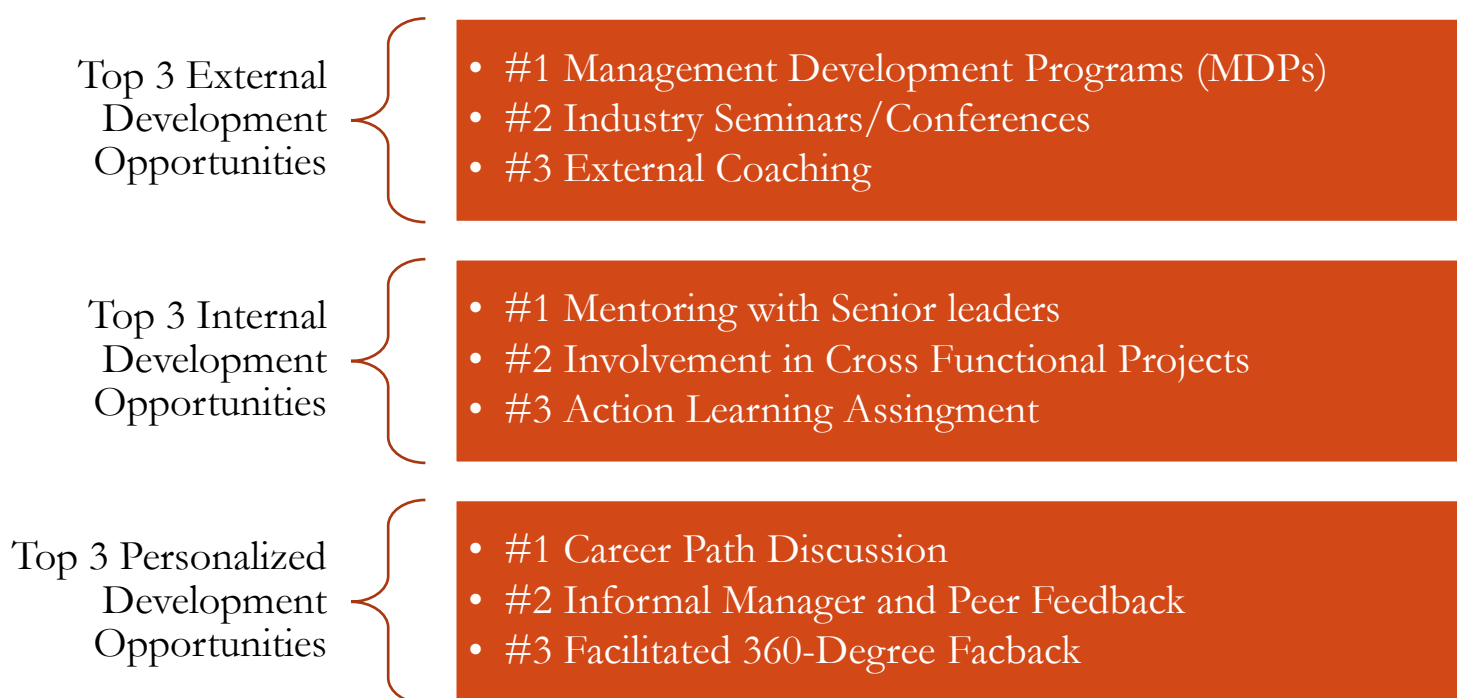 Top 3 External
Development
Opportunities
• #1 Management Development Programs (MDPs)
• #2 Industry Seminars/Conferences
• #3 External Coaching
Top 3 Internal
Development
Opportunities
• #1 Mentoring with Senior leaders
• #2 Involvement in Cross Functional Projects
• #3 Action Learning Assingment
Top 3 Personalized
Development
Opportunities
• #1 Career Path Discussion
• #2 Informal Manager and Peer Feedback
• #3 Facilitated 360-Degree Facback